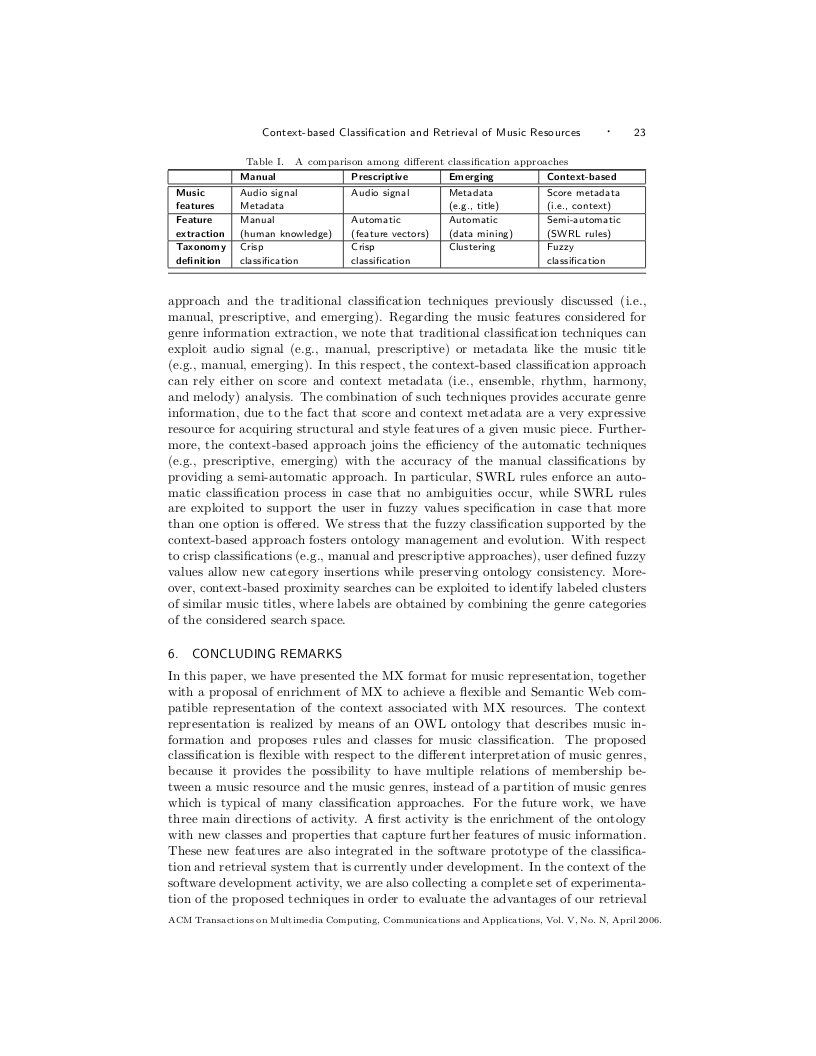 Context-based Classification and Retrieval of Music Resources · 23
Table I. A comparison among different classification approaches
Manual Prescriptive Emerging Context-based
Music Audio signal Audio signal Metadata Score metadata
features Metadata (e.g., title) (i.e., context)
Feature Manual Automatic Automatic Semi-automatic
extraction (human knowledge) (feature vectors) (data mining) (SWRL rules)
Taxonomy Crisp Crisp Clustering Fuzzy
definition classification classification classification
approach and the traditional classification techniques previously discussed (i.e.,
manual, prescriptive, and emerging). Regarding the music features considered for
genre information extraction, we note that traditional classification techniques can
exploit audio signal (e.g., manual, prescriptive) or metadata like the music title
(e.g., manual, emerging). In this respect, the context-based classification approach
can rely either on score and context metadata (i.e., ensemble, rhythm, harmony,
and melody) analysis. The combination of such techniques provides accurate genre
information, due to the fact that score and context metadata are a very expressive
resource for acquiring structural and style features of a given music piece. Further-
more, the context-based approach joins the efficiency of the automatic techniques
(e.g., prescriptive, emerging) with the accuracy of the manual classifications by
providing a semi-automatic approach. In particular, SWRL rules enforce an auto-
matic classification process in case that no ambiguities occur, while SWRL rules
are exploited to support the user in fuzzy values specification in case that more
than one option is offered. We stress that the fuzzy classification supported by the
context-based approach fosters ontology management and evolution. With respect
to crisp classifications (e.g., manual and prescriptive approaches), user defined fuzzy
values allow new category insertions while preserving ontology consistency. More-
over, context-based proximity searches can be exploited to identify labeled clusters
of similar music titles, where labels are obtained by combining the genre categories
of the considered search space.
6. CONCLUDING REMARKS
In this paper, we have presented the MX format for music representation, together
with a proposal of enrichment of MX to achieve a flexible and Semantic Web com-
patible representation of the context associated with MX resources. The context
representation is realized by means of an OWL ontology that describes music in-
formation and proposes rules and classes for music classification. The proposed
classification is flexible with respect to the different interpretation of music genres,
because it provides the possibility to have multiple relations of membership be-
tween a music resource and the music genres, instead of a partition of music genres
which is typical of many classification approaches. For the future work, we have
three main directions of activity. A first activity is the enrichment of the ontology
with new classes and properties that capture further features of music information.
These new features are also integrated in the software prototype of the classifica-
tion and retrieval system that is currently under development. In the context of the
software development activity, we are also collecting a complete set of experimenta-
tion of the proposed techniques in order to evaluate the advantages of our retrieval
ACM Transactions on Multimedia Computing, Communications and Applications, Vol. V, No. N, April 2006.